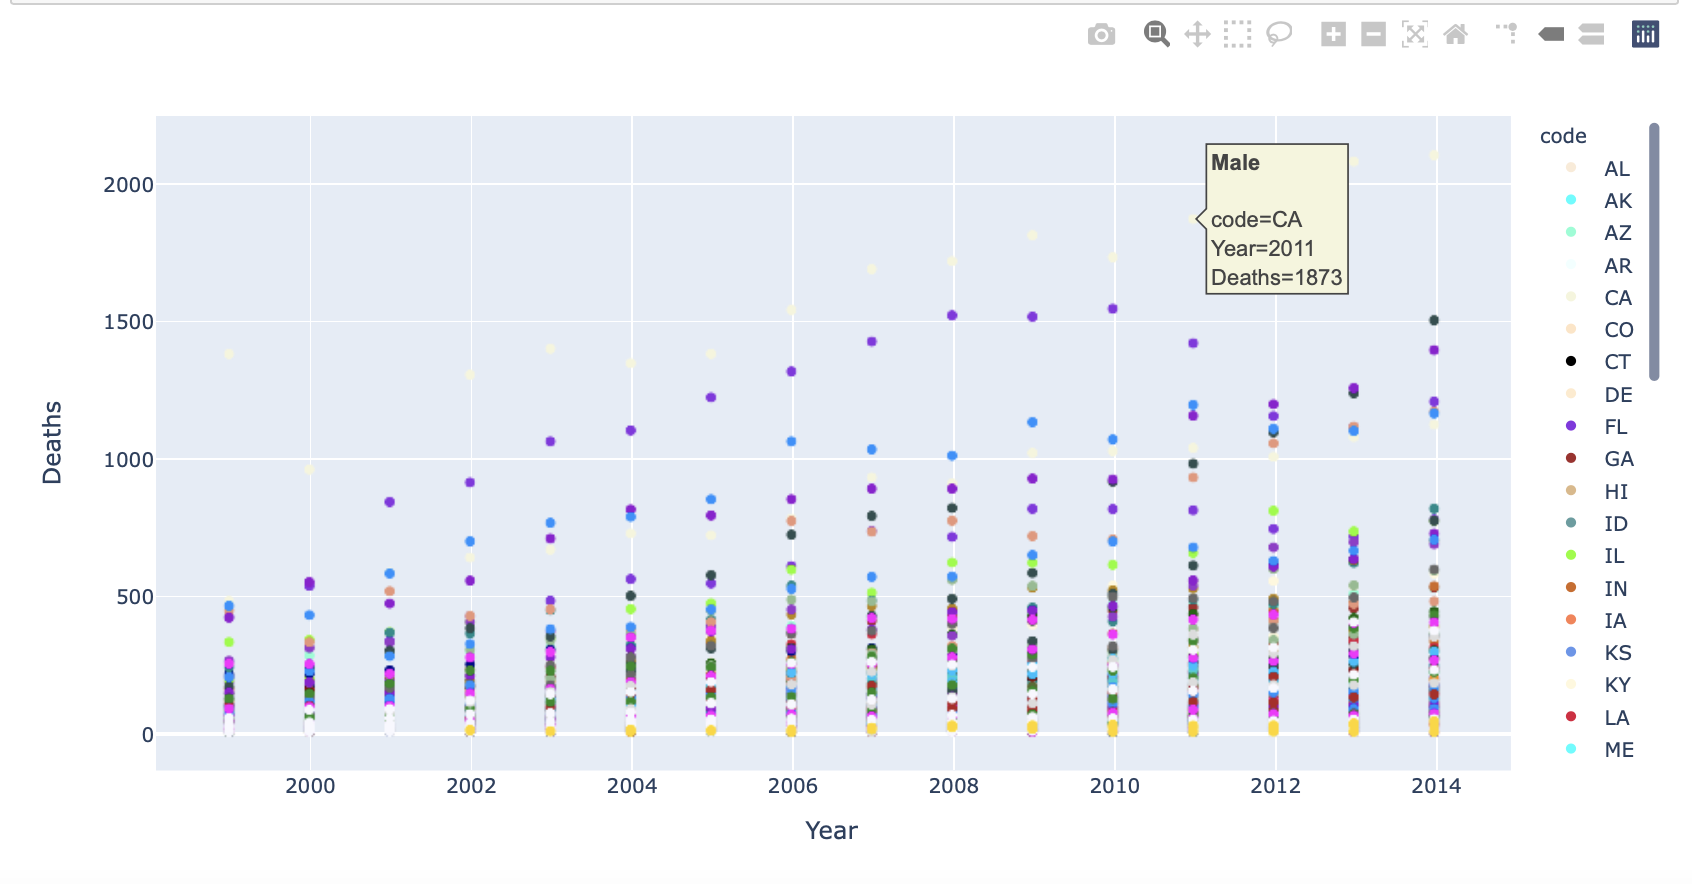 code
Male
code=CA
Year=2011
Deaths=1873
2000
1500
1000
500
0
Deaths
2000
2002
2004
2006
2008
2010
2012
2014
Year
AL
AK
AZ
AR
CA
CO
CT
DE
FL
GA
HI
ID
IL
IN
IA
KS
KY
LA
ME